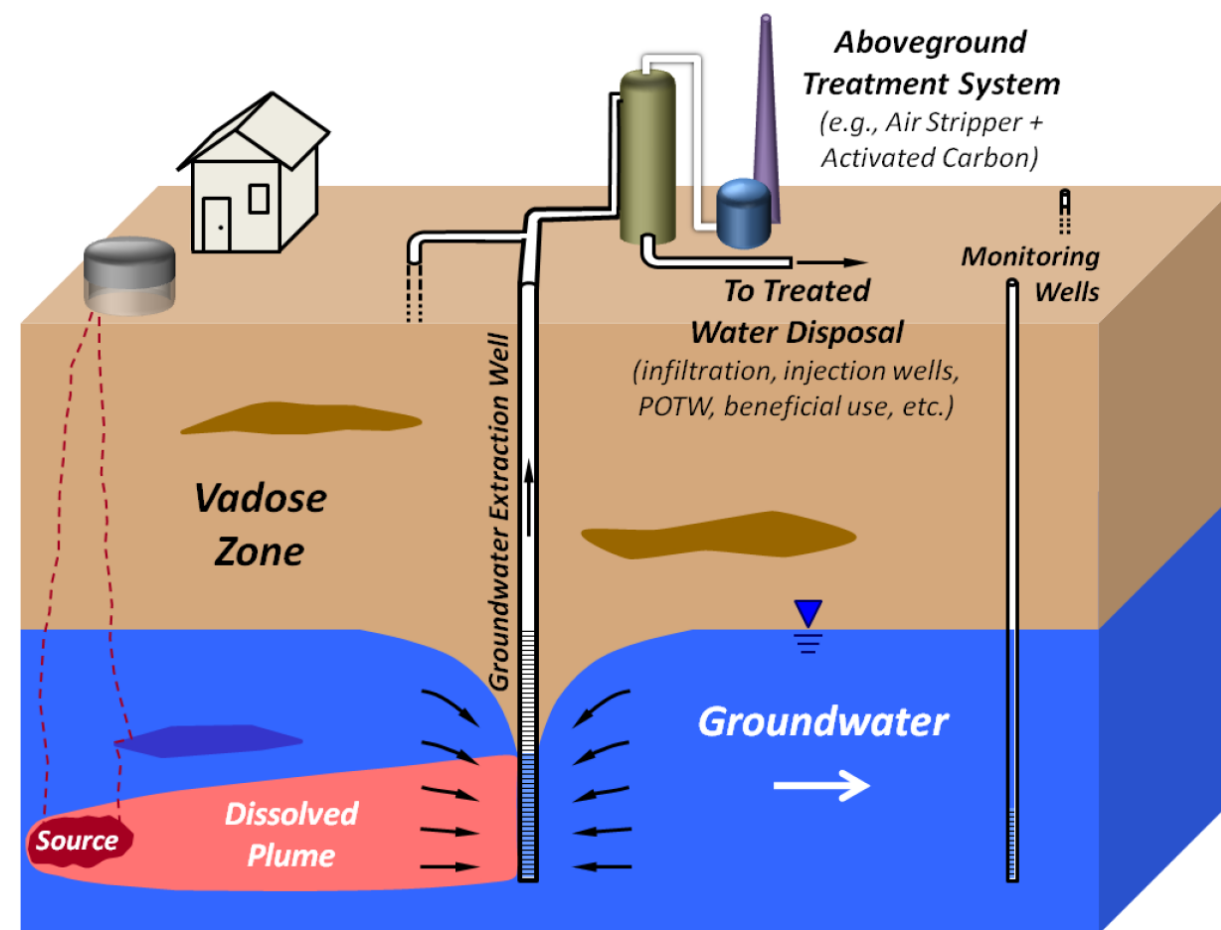 Aboveground
Treatment System
(e.g., Air Stripper +
Activated Carbon)
Monitoring
Wells
To Treated
Water Disposal
(infiltration, injection wells,
POTW, beneficial use, etc.)
Groundwater Extraction Well
Vadose
Zone
Groundwater
Dissolved
Plume
Source